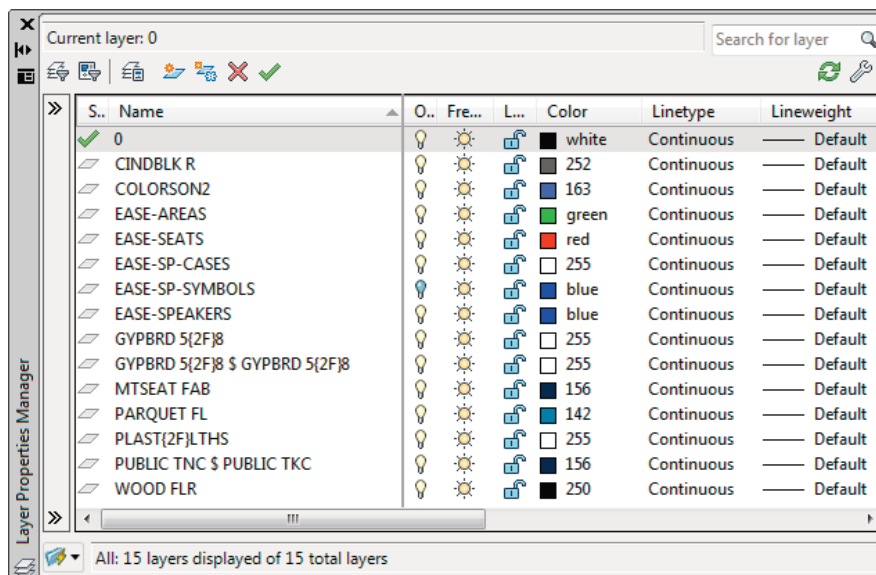 Current layer: 0
Search for layer
S.. Name O.. Fre... L... Color Linetype Lineweight
0 white Continuous Default
CINDBLK R 252 Continuous Default
COLORSON2 163 Continuous Default
EASE-AREAS green Continuous Default
EASE-SEATS red Continuous Default
EASE-SP-CASES 255 Continuous Default
EASE-SP-SYMBOLS blue Continuous Default
EASE-SPEAKERS blue Continuous Default
GYPBRD 5{2F}8 255 Continuous Default
GYPBRD 5{2F}8 $ GYPBRD 5{2F}8 255 Continuous Default
MTSEAT FAB 156 Continuous Default
PARQUET FL 142 Continuous Default
PLAST{2F}LTHS 255 Continuous Default
PUBLIC TNC $ PUBLIC TKC 156 Continuous Default
WOOD FLR 250 Continuous Default
Layer Properties Manager
All: 15 layers displayed of 15 total layers